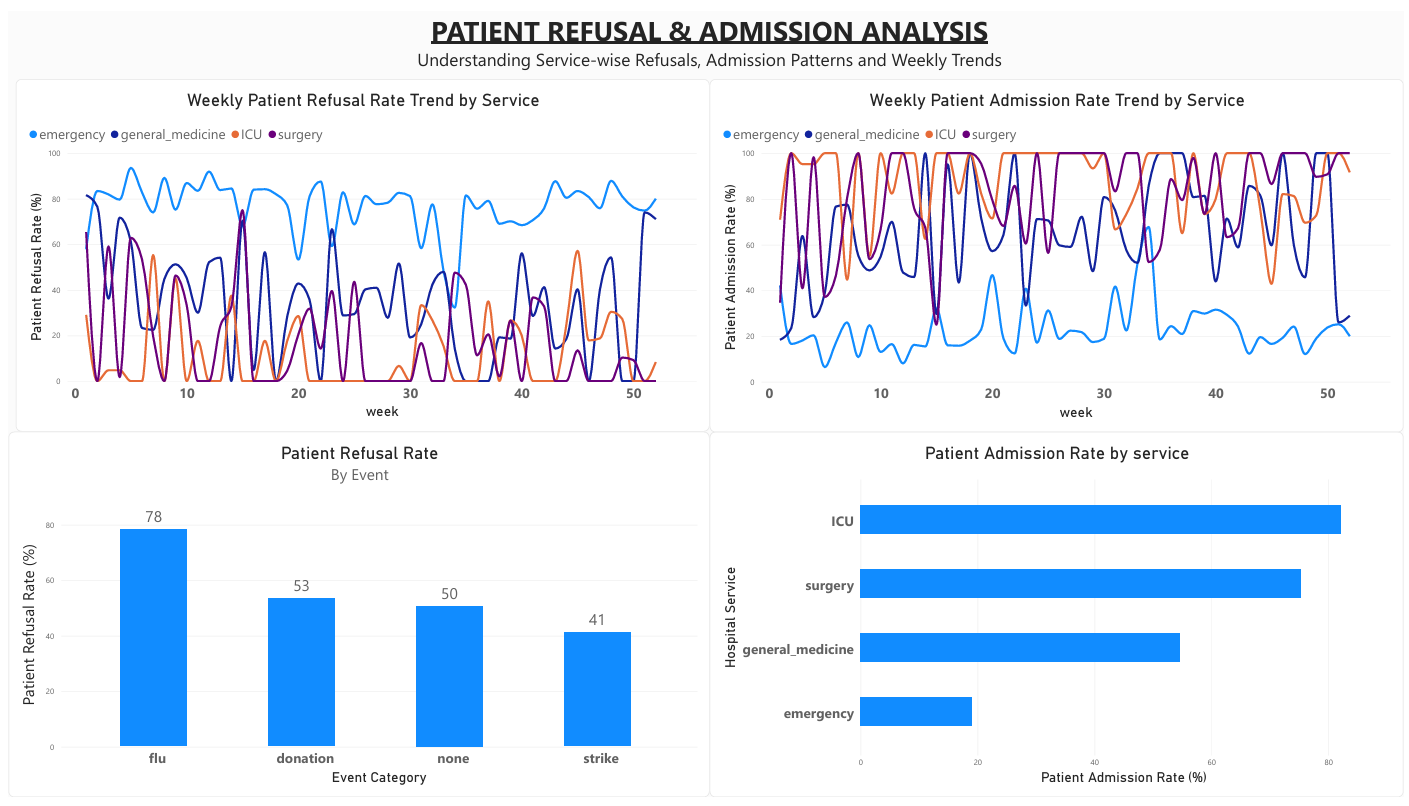 PATIENT REFUSAL & ADMISSION ANALYSIS
Understanding Service-wise Refusals, Admission Patterns and Weekly Trends
Weekly Patient Refusal Rate Trend by Service
emergency general_medicine ICU surgery
Patient Refusal Rate (%)
100
80
60
40
20
0
0 10 20 30 40 50
week
Weekly Patient Admission Rate Trend by Service
emergency general_medicine ICU surgery
Patient Admission Rate (%)
100
80
60
40
20
0
0 10 20 30 40 50
week
Patient Refusal Rate
By Event
Patient Refusal Rate (%)
80
60
40
20
0
78
53
50
41
flu donation none strike
Event Category
Patient Admission Rate by service
Hospital Service
ICU
surgery
general_medicine
emergency
0 20 40 60 80
Patient Admission Rate (%)